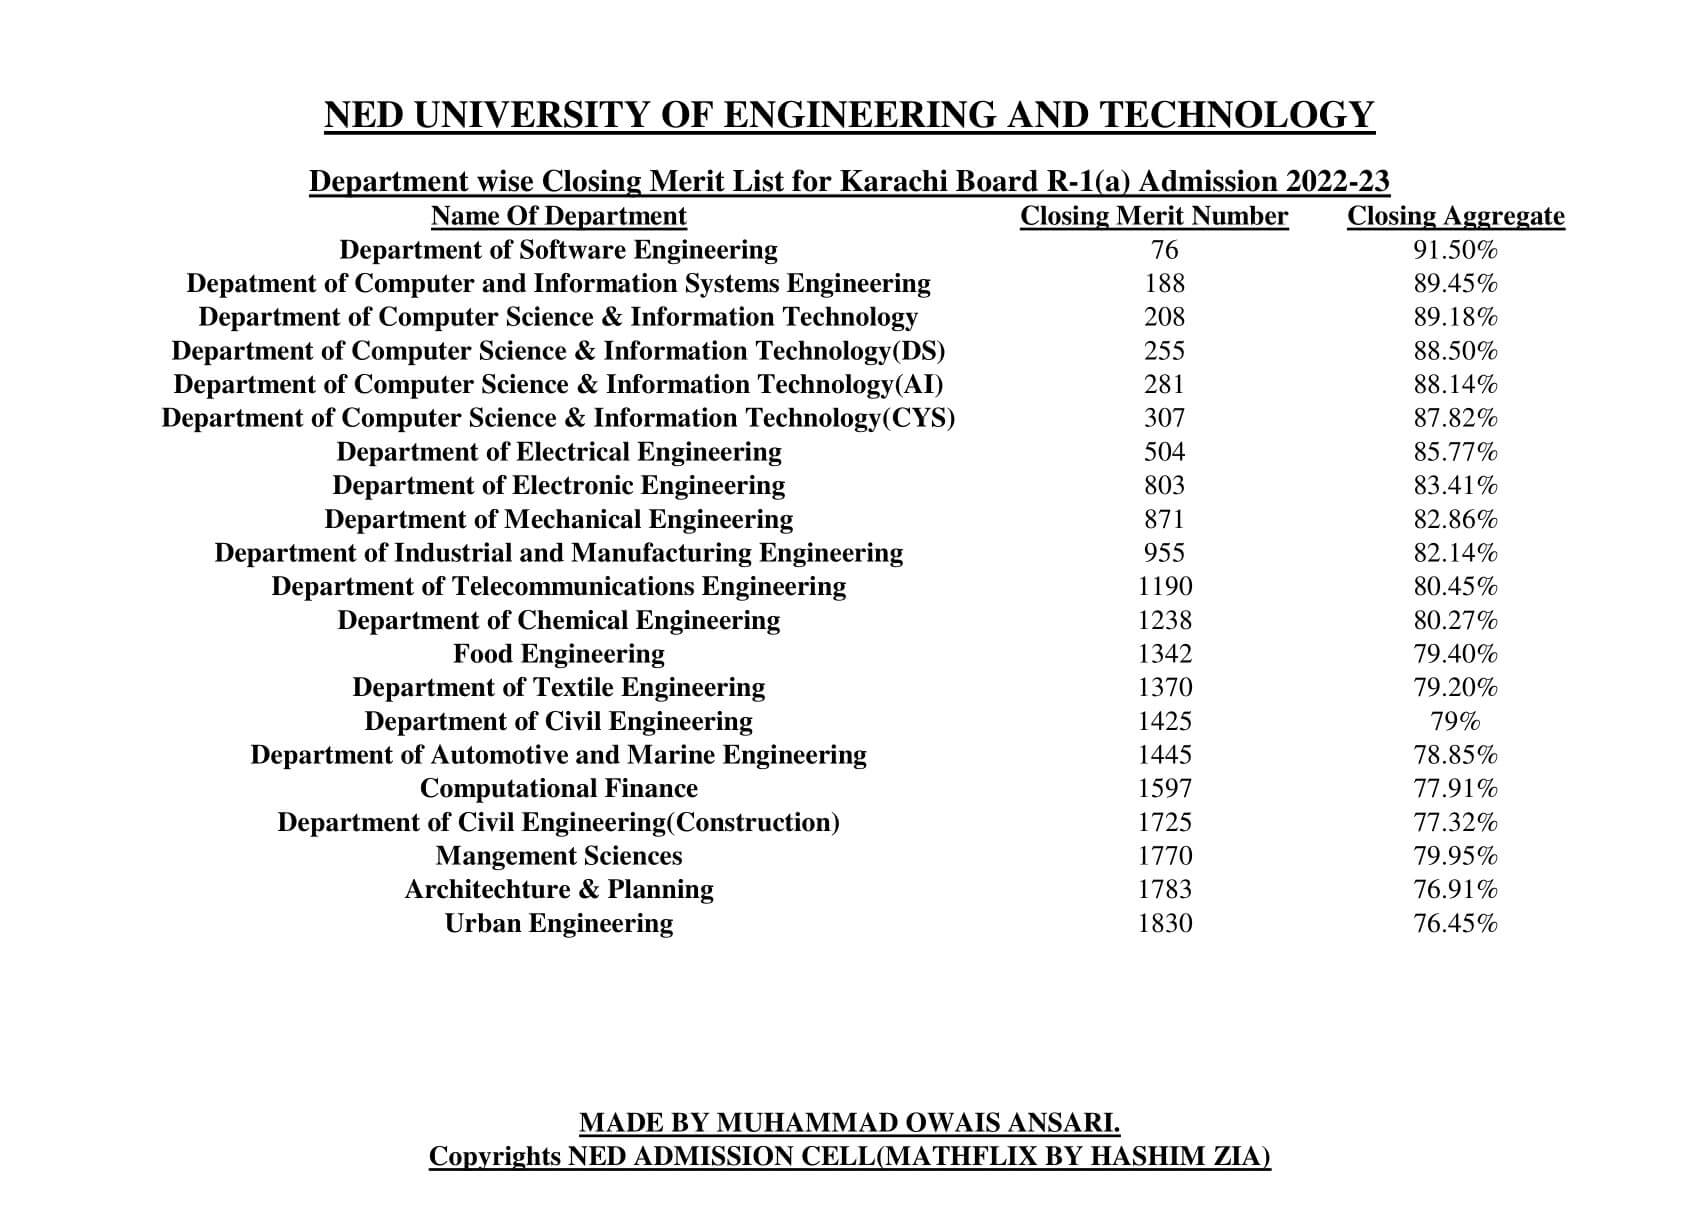 NED UNIVERSITY OF ENGINEERING AND TECHNOLOGY
Department wise Closing Merit List for Karachi Board R-1(a) Admission 2022-23
Name Of Department Closing Merit Number Closing Aggregate
Department of Software Engineering 76 91.50%
Depatment of Computer and Information Systems Engineering 188 89.45%
Department of Computer Science & Information Technology 208 89.18%
Department of Computer Science & Information Technology(DS) 255 88.50%
Department of Computer Science & Information Technology(AI) 281 88.14%
Department of Computer Science & Information Technology(CYS) 307 87.82%
Department of Electrical Engineering 504 85.77%
Department of Electronic Engineering 803 83.41%
Department of Mechanical Engineering 871 82.86%
Department of Industrial and Manufacturing Engineering 955 82.14%
Department of Telecommunications Engineering 1190 80.45%
Department of Chemical Engineering 1238 80.27%
Food Engineering 1342 79.40%
Department of Textile Engineering 1370 79.20%
Department of Civil Engineering 1425 79%
Department of Automotive and Marine Engineering 1445 78.85%
Computational Finance 1597 77.91%
Department of Civil Engineering(Construction) 1725 77.32%
Mangement Sciences 1770 79.95%
Architechture & Planning 1783 76.91%
Urban Engineering 1830 76.45%
MADE BY MUHAMMAD OWAIS ANSARI.
Copyrights NED ADMISSION CELL(MATHFLIX BY HASHIM ZIA)